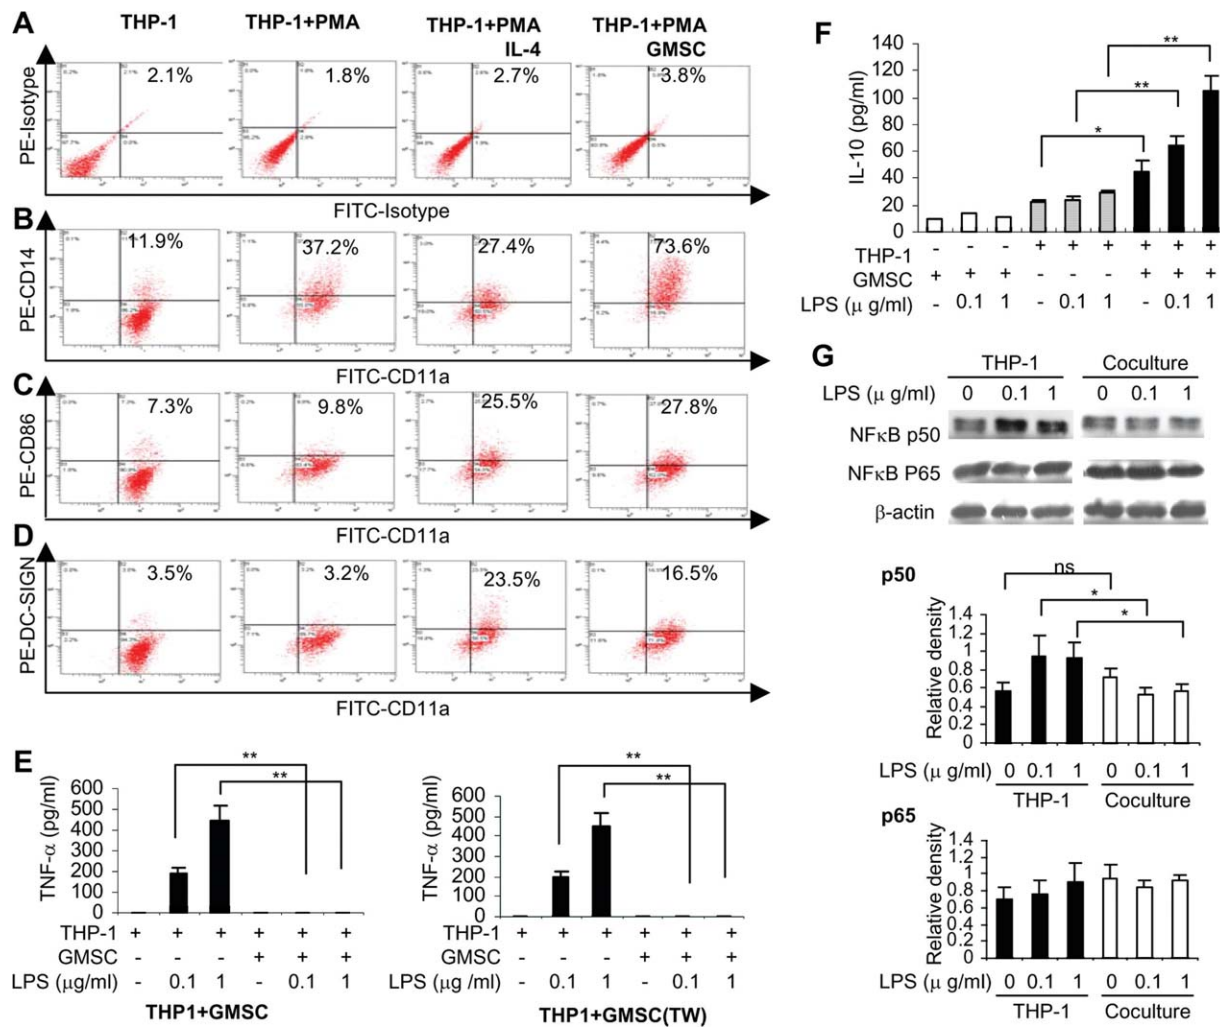 A
THP-1
THP-1+PMA
THP-1+PMA
IL-4
THP-1+PMA
GMSC
PE-Isotype
2.1%
1.8%
2.7%
3.8%
FITC-Isotype
B
PE-CD14
11.9%
37.2%
27.4%
73.6%
FITC-CD11a
C
PE-CD86
7.3%
9.8%
25.5%
27.8%
FITC-CD11a
D
PE-DC-SIGN
3.5%
3.2%
23.5%
16.5%
FITC-CD11a
E
TNF-α (pg/ml)
600
500
400
300
200
100
0
**
**
THP-1 + + + + + +
GMSC - - - + + +
LPS (μg/ml) - 0.1 1 - 0.1 1
THP1+GMSC
TNF-α (pg/ml)
600
500
400
300
200
100
0
**
**
THP-1 + + + + + +
GMSC - - - + + +
LPS (μg /ml) - 0.1 1 - 0.1 1
THP1+GMSC(TW)
F
IL-10 (pg/ml)
140
120
100
80
60
40
20
0
*
**
**
THP-1 - - - + + + + + +
GMSC + + + - - - + + +
LPS (μ g/ml) - 0.1 1 - 0.1 1 - 0.1 1
G
THP-1 Coculture
LPS (μ g/ml) 0 0.1 1 0 0.1 1
NFκB p50
NFκB P65
β-actin
p50
ns
*
*
Relative density
1.4
1.2
1
0.8
0.6
0.4
0.2
0
LPS (μ g/ml) 0 0.1 1 0 0.1 1
THP-1 Coculture
p65
Relative density
1.4
1.2
1
0.8
0.6
0.4
0.2
0
LPS (μ g/ml) 0 0.1 1 0 0.1 1
THP-1 Coculture